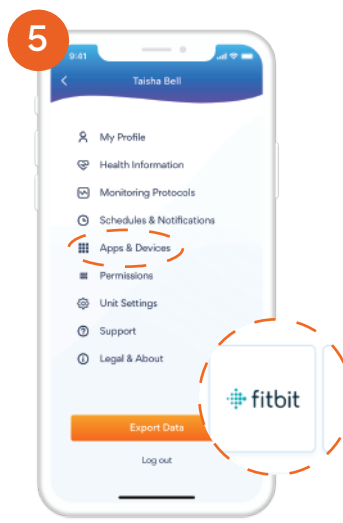 5
9:41
Taisha Bell
My Profile
Health Information
Monitoring Protocols
Schedules & Notifications
Apps & Devices
Permissions
Unit Settings
Support
Legal & About
fitbit
Export Data
Log out